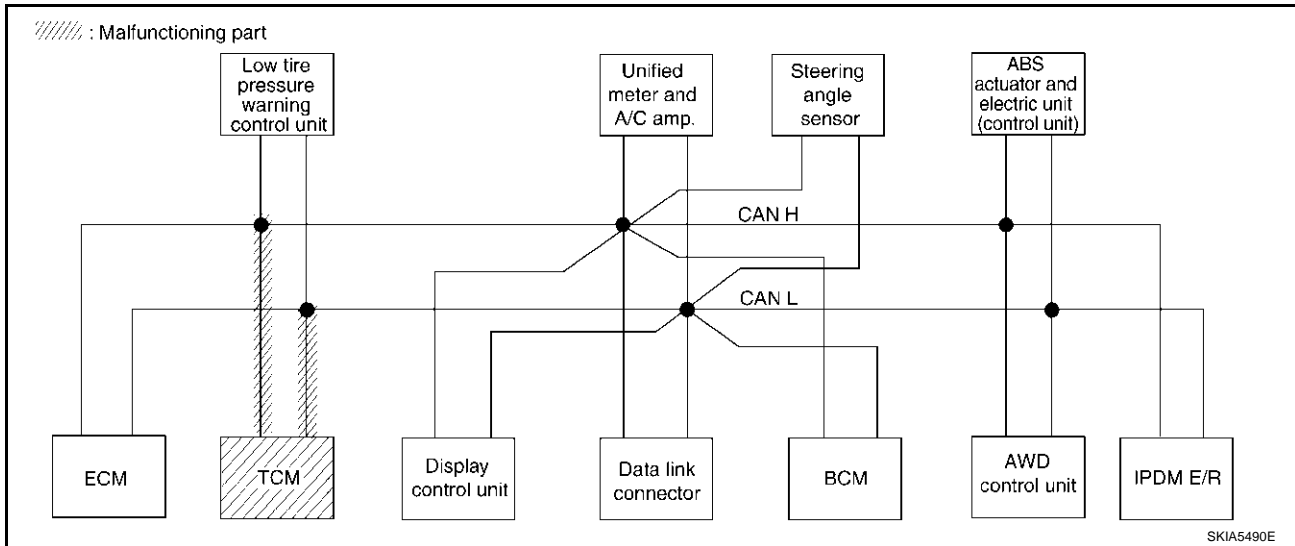 : Malfunctioning part
Low tire
pressure
warning
control unit
Unified
meter and
A/C amp.
Steering
angle
sensor
ABS
actuator and
electric unit
(control unit)
CAN H
CAN L
ECM
TCM
Display
control unit
Data link
connector
BCM
AWD
control unit
IPDM E/R
SKIA5490E